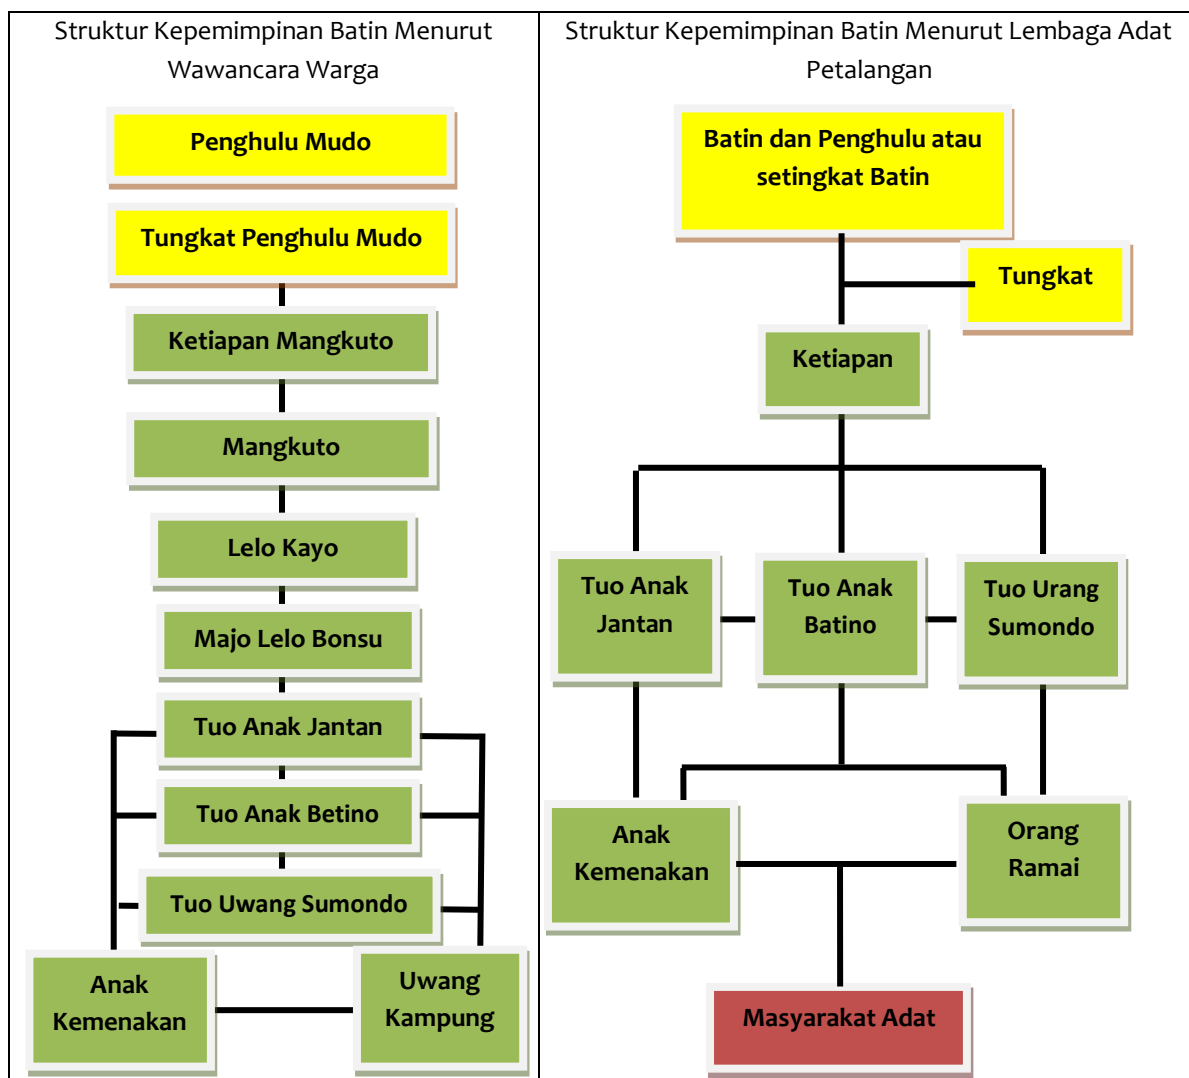 Struktur Kepemimpinan Batin Menurut
Wawancara Warga
Penghulu Mudo
Tungkat Penghulu Mudo
Ketiapan Mangkuto
Mangkuto
Lelo Kayo
Majo Lelo Bonsu
Tuo Anak Jantan
Tuo Anak Betino
Tuo Uwang Sumondo
Anak
Kemenakan
Uwang
Kampung
Struktur Kepemimpinan Batin Menurut Lembaga Adat
Petalangan
Batin dan Penghulu atau
setingkat Batin
Tungkat
Ketiapan
Tuo Anak
Jantan
Tuo Anak
Batino
Tuo Urang
Sumondo
Anak
Kemenakan
Orang
Ramai
Masyarakat Adat